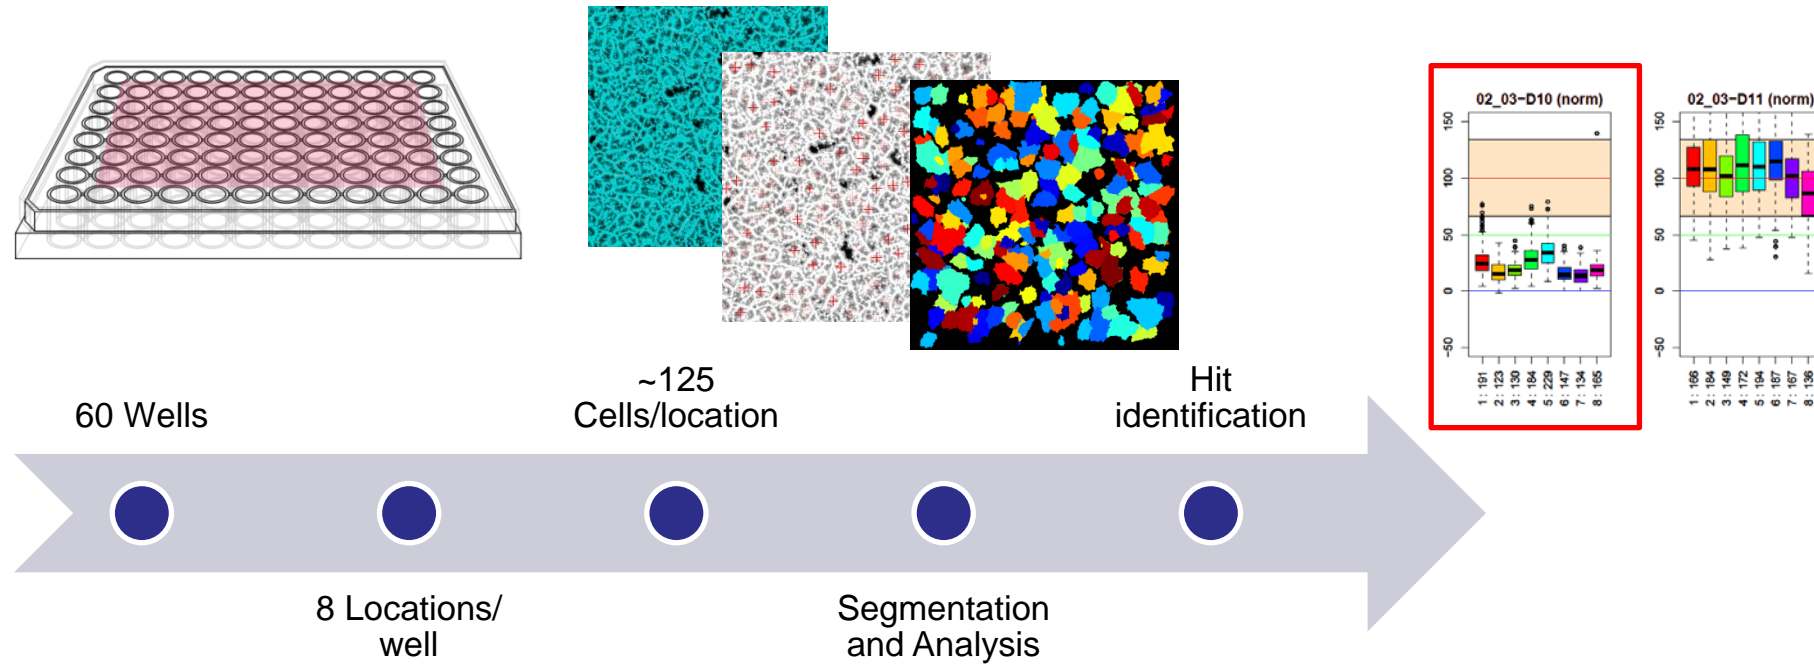 60 Wells
8 Locations/
well
~125
Cells/location
Segmentation
and Analysis
Hit
identification
02_03-D10 (norm)
150
100
50
0
-50
1: 191
2: 123
3: 130
4: 184
5: 229
6: 147
7: 134
8: 165
02_03-D11 (norm)
150
100
50
0
-50
1: 166
2: 184
3: 149
4: 172
5: 194
6: 187
7: 167
8: 136